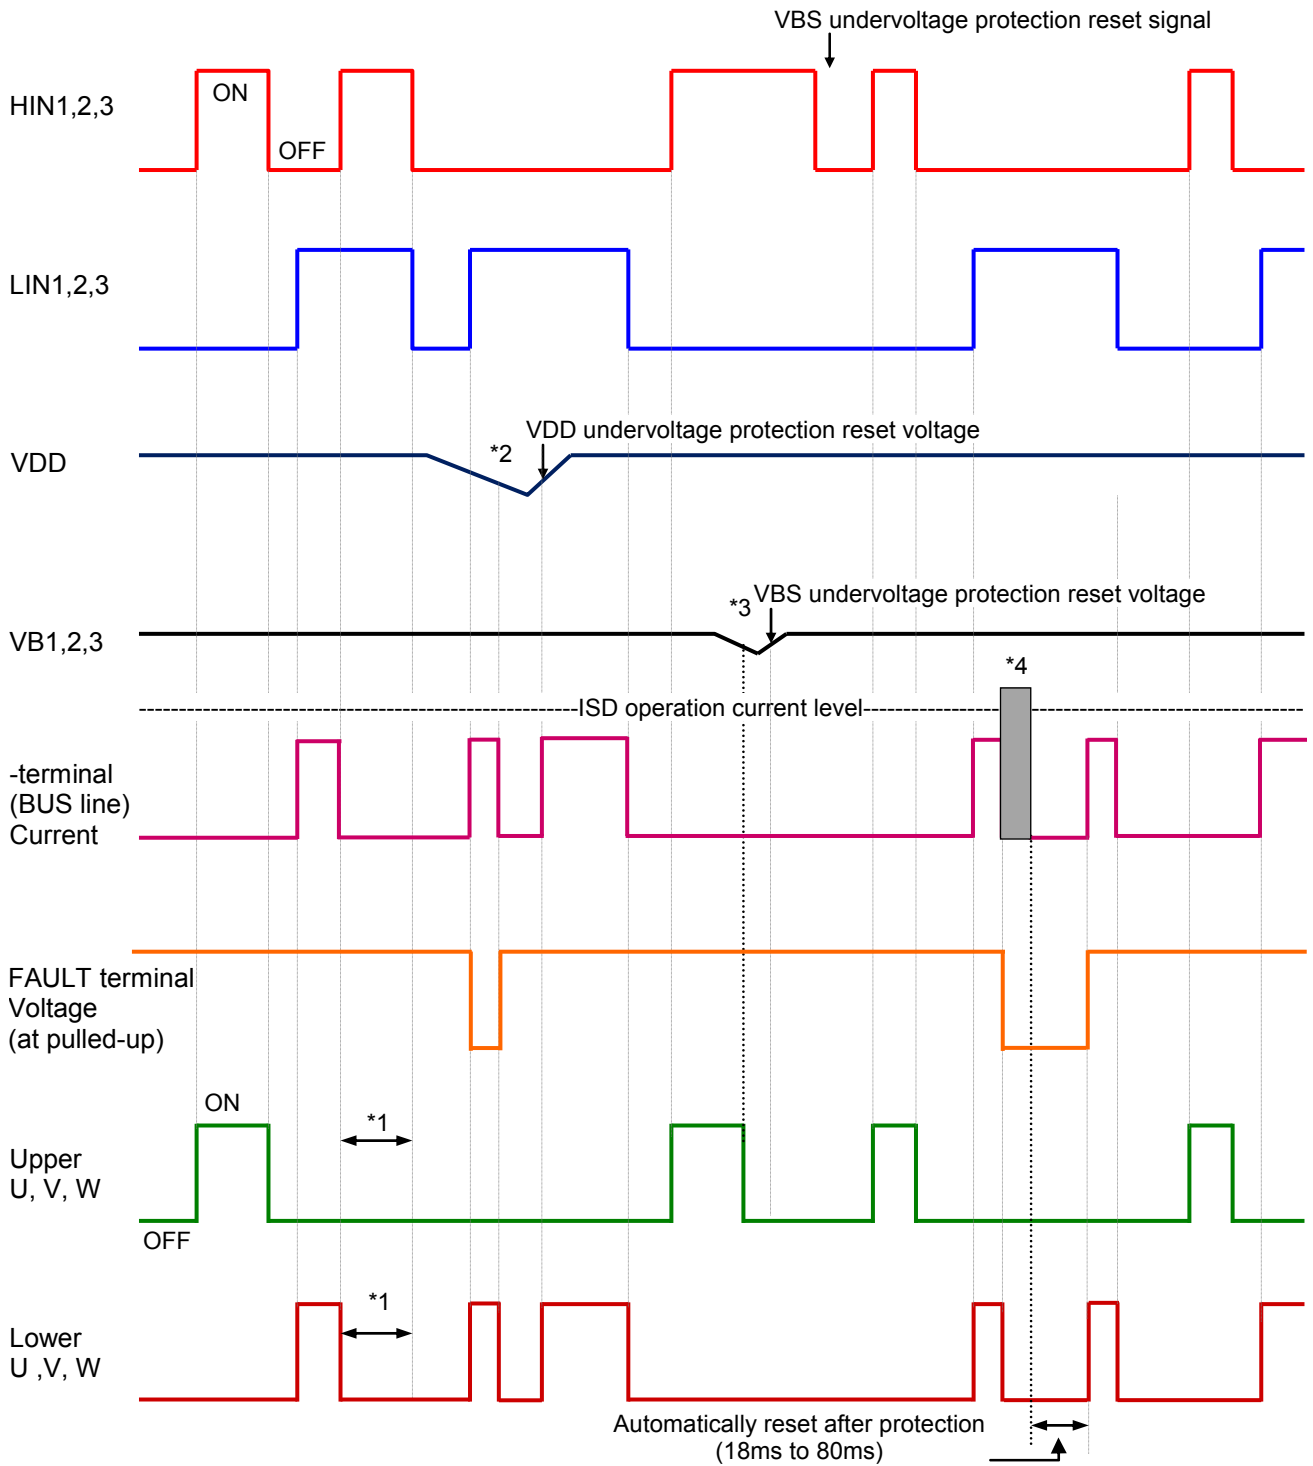 VBS undervoltage protection reset signal
HIN1,2,3
ON
OFF
LIN1,2,3
VDD undervoltage protection reset voltage
*2
VDD
VBS undervoltage protection reset voltage
*3
VB1,2,3
*4
ISD operation current level
-terminal
(BUS line)
Current
FAULT terminal
Voltage
(at pulled-up)
ON
*1
Upper
U, V, W
OFF
*1
Lower
U ,V, W
Automatically reset after protection
(18ms to 80ms)